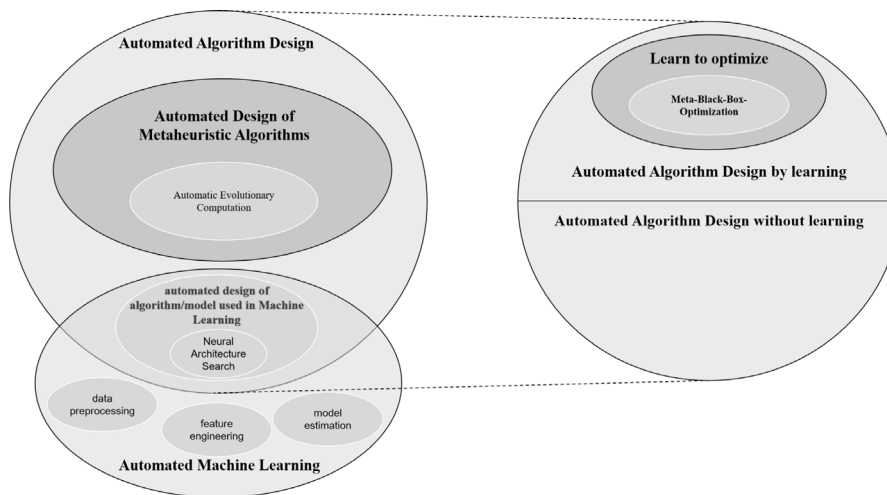 Automated Algorithm Design
Automated Design of
Metaheuristic Algorithms
Automatic Evolutionary
Computation
automated design of
algorithm/model used in Machine
Learning
Neural
Architecture
Search
data
preprocessing
feature
engineering
model
estimation
Automated Machine Learning
Learn to optimize
Meta-Black-Box-
Optimization
Automated Algorithm Design by learning
Automated Algorithm Design without learning